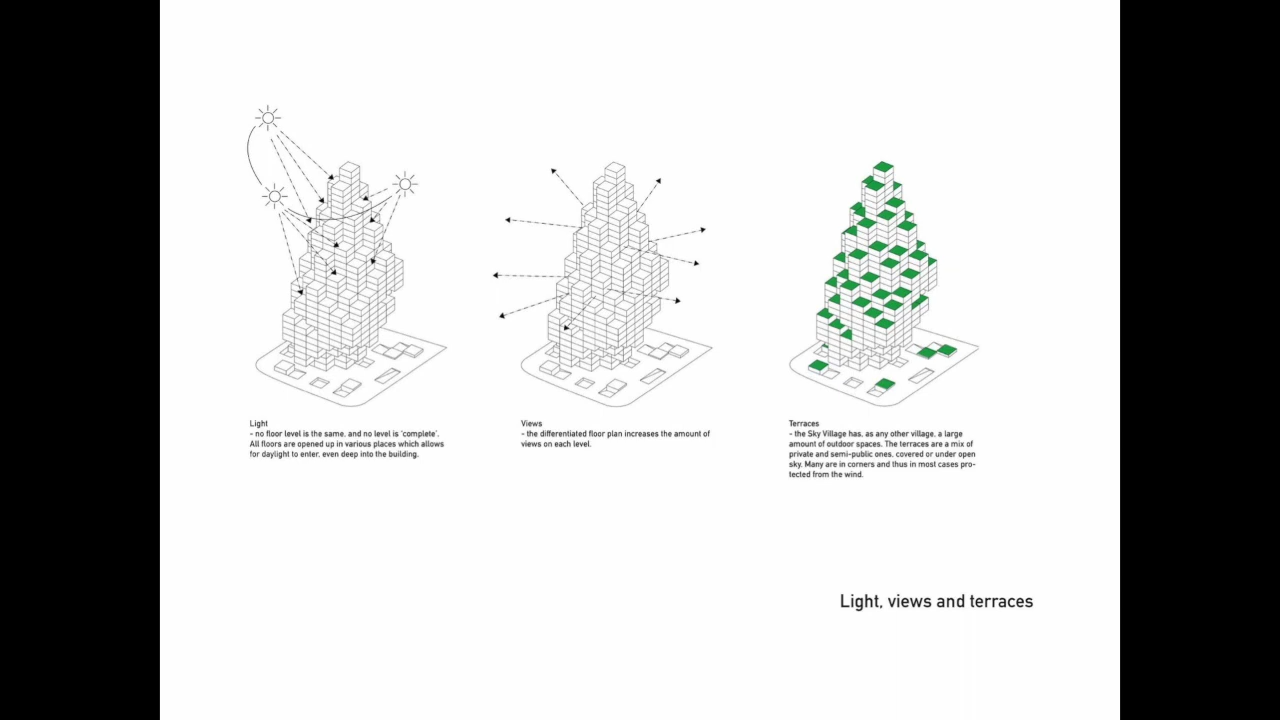 Light
- no floor level is the same, and no level is 'complete'.
All floors are opened up in various places which allows
for daylight to enter, even deep into the building.
Views
- the differentiated floor plan increases the amount of
views on each level.
Terraces
- the Sky Village has, as any other village, a large
amount of outdoor spaces. The terraces are a mix of
private and semi-public ones, covered or under open
sky. Many are in corners and thus in most cases pro-
tected from the wind.
Light, views and terraces